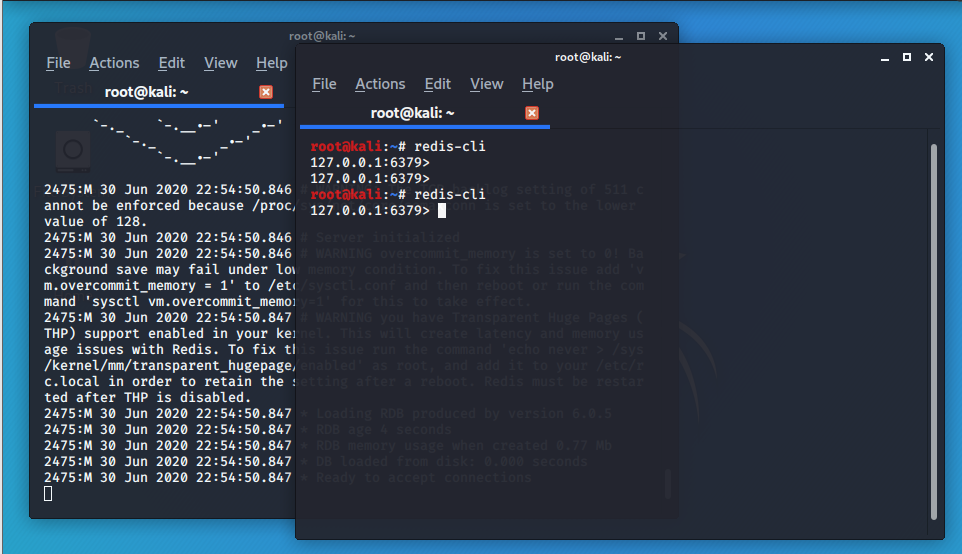 root@kali: ~
File Actions Edit View Help
root@kali: ~
`-._ `-.__.-' _.-'
`-._ _.-'
`-.__.-'
2475:M 30 Jun 2020 22:54:50.846 # setting of 511 c
annot be enforced because /proc/ is set to the lower
value of 128.
2475:M 30 Jun 2020 22:54:50.846 # Server initialized
2475:M 30 Jun 2020 22:54:50.846 # WARNING overcommit_memory is set to 0! Ba
ckground save may fail under low memory condition. To fix this issue add 'v
m.overcommit_memory = 1' to /etc/sysctl.conf and then reboot or run the com
mand 'sysctl vm.overcommit_memory=1' for this to take effect.
2475:M 30 Jun 2020 22:54:50.847 # WARNING you have Transparent Huge Pages (
THP) support enabled in your kernel. This will create latency and memory us
age issues with Redis. To fix this issue run the command 'echo never > /sys
/kernel/mm/transparent_hugepage/enabled' as root, and add it to your /etc/r
c.local in order to retain the setting after a reboot. Redis must be restar
ted after THP is disabled.
2475:M 30 Jun 2020 22:54:50.847 * Loading RDB produced by version 6.0.5
2475:M 30 Jun 2020 22:54:50.847 * RDB age 4 seconds
2475:M 30 Jun 2020 22:54:50.847 * RDB memory usage when created 0.77 Mb
2475:M 30 Jun 2020 22:54:50.847 * DB loaded from disk: 0.000 seconds
2475:M 30 Jun 2020 22:54:50.847 * Ready to accept connections
root@kali: ~
File Actions Edit View Help
root@kali: ~
root@kali:~# redis-cli
127.0.0.1:6379>
127.0.0.1:6379>
root@kali:~# redis-cli
127.0.0.1:6379>